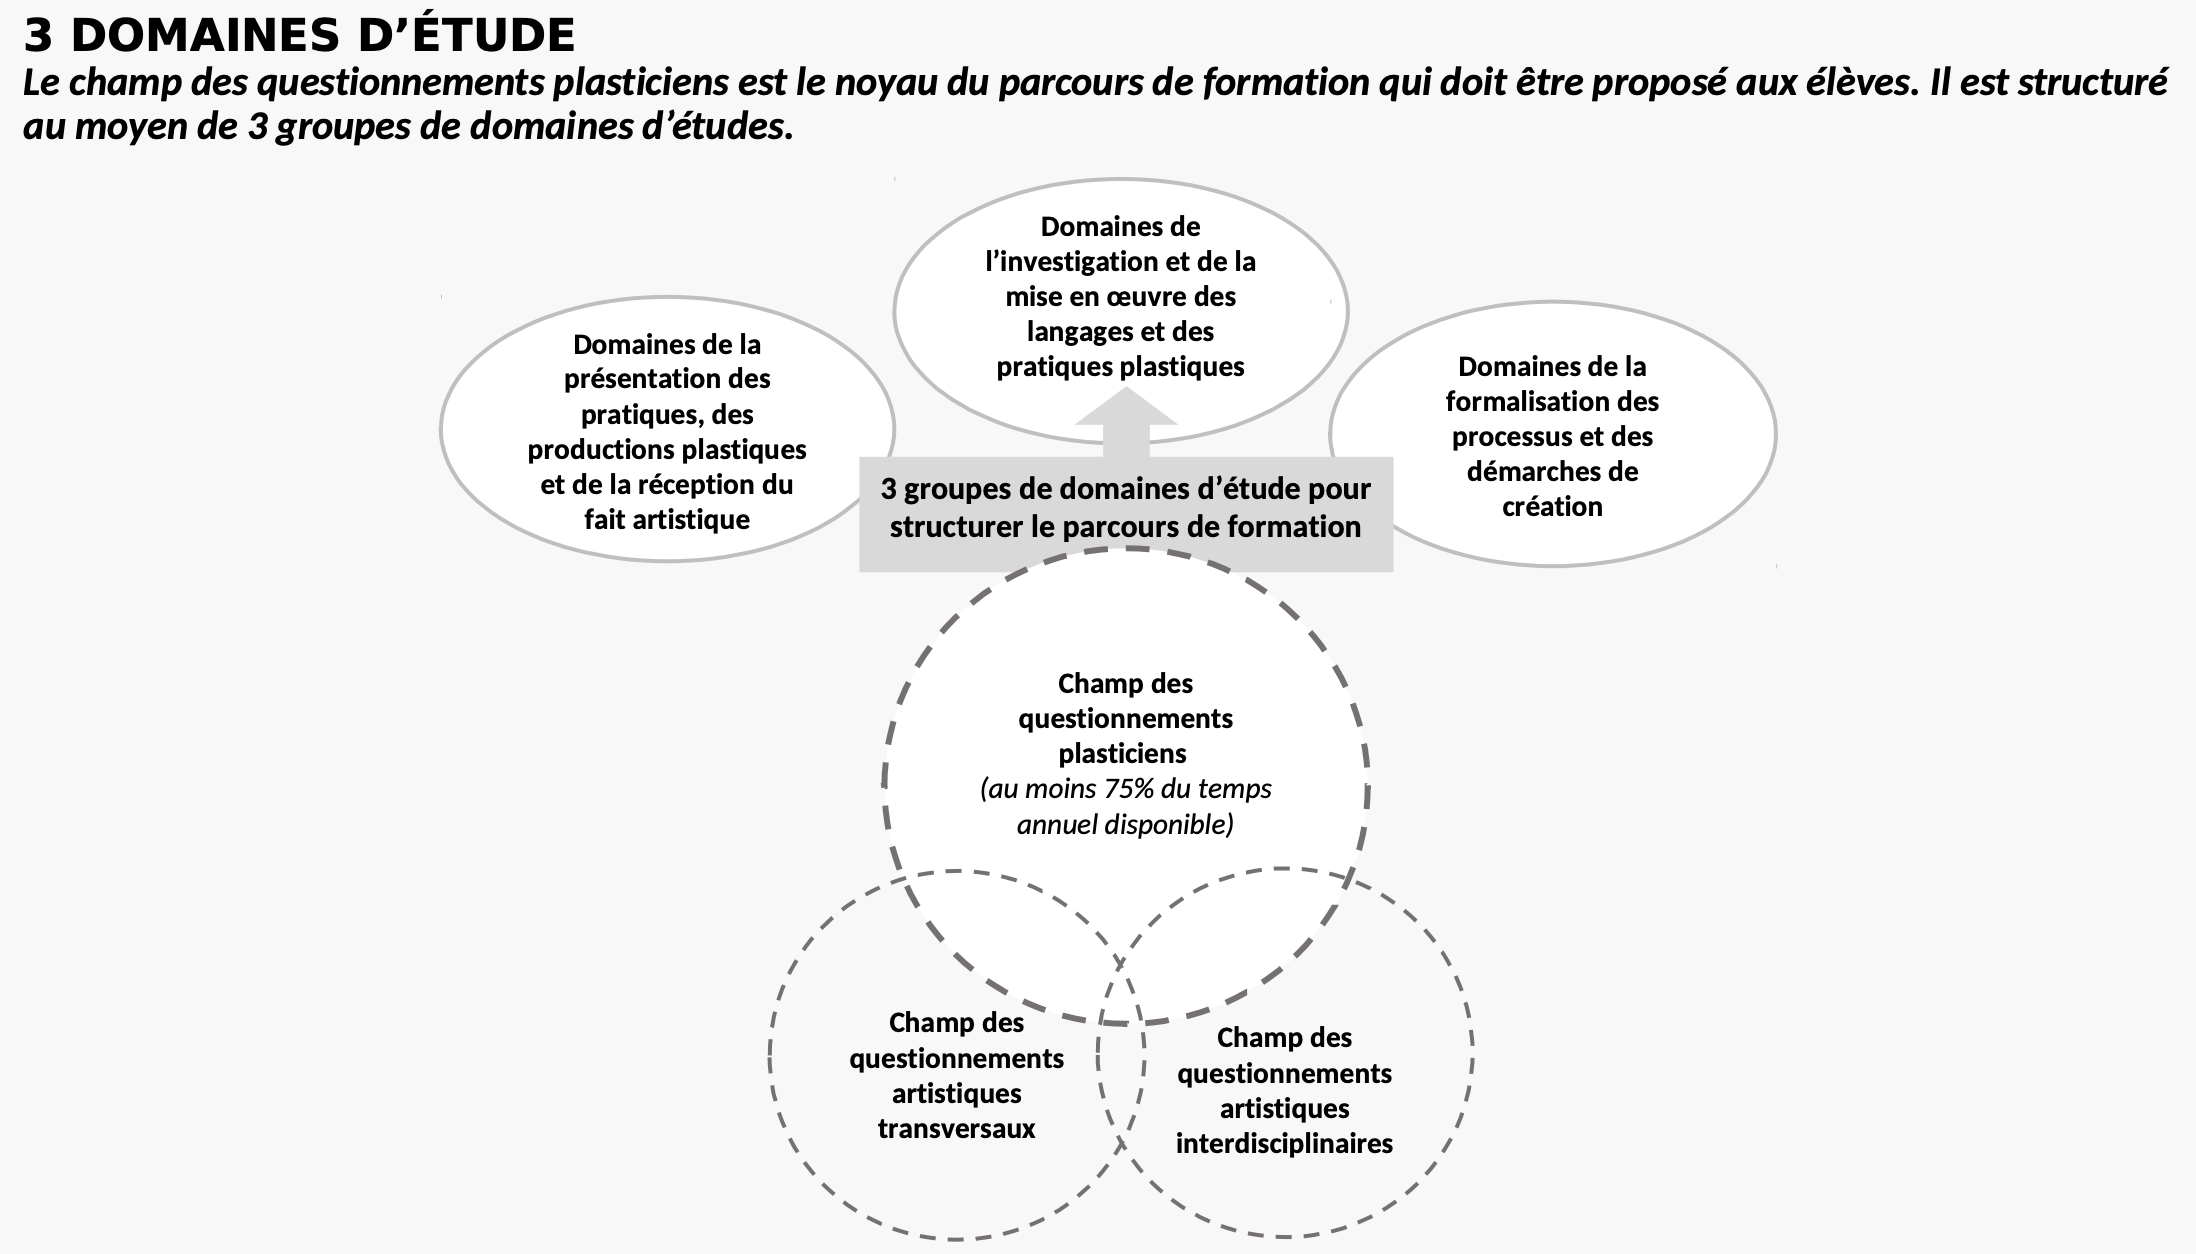 3 DOMAINES D’ÉTUDE
Le champ des questionnements plasticiens est le noyau du parcours de formation qui doit être proposé aux élèves. Il est structuré
au moyen de 3 groupes de domaines d’études.
Domaines de
l’investigation et de la
mise en œuvre des
langages et des
pratiques plastiques
Domaines de la
présentation des
pratiques, des
productions plastiques
et de la réception du
fait artistique
Domaines de la
formalisation des
processus et des
démarches de
création
3 groupes de domaines d’étude pour
structurer le parcours de formation
Champ des
questionnements
plasticiens
(au moins 75% du temps
annuel disponible)
Champ des
questionnements
artistiques
transversaux
Champ des
questionnements
artistiques
interdisciplinaires